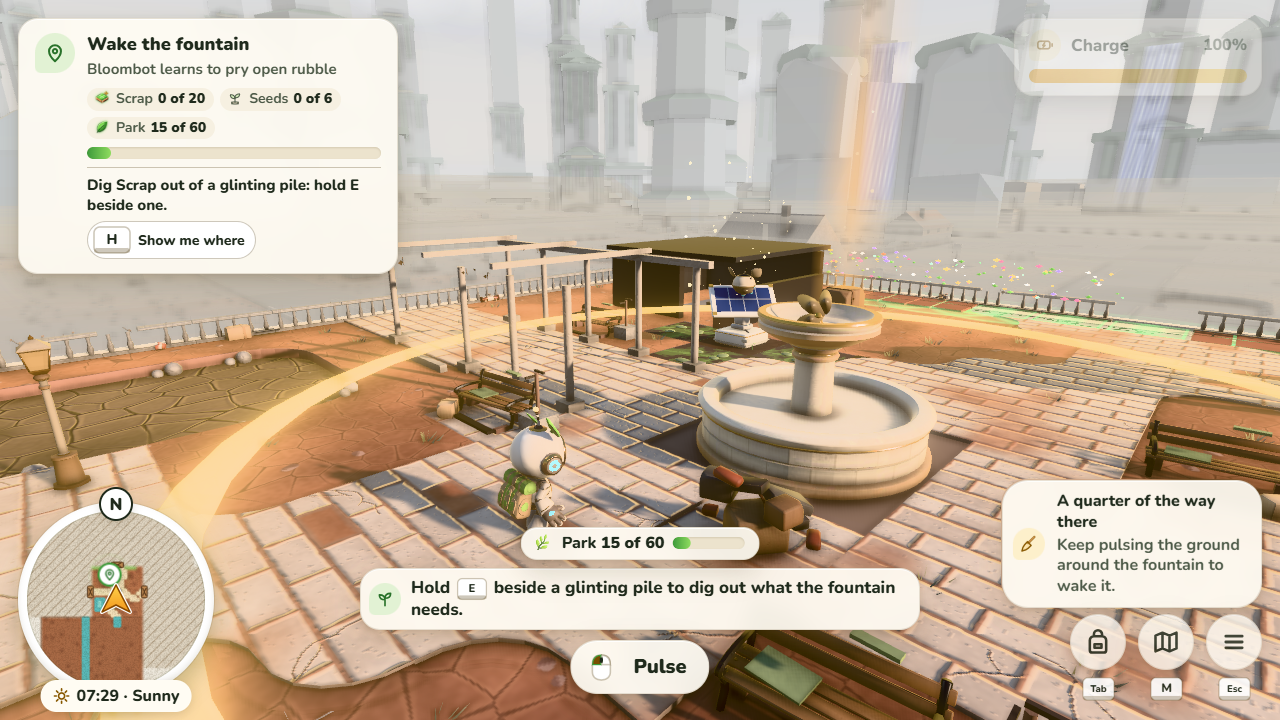 Wake the fountain
Bloombot learns to pry open rubble
Scrap 0 of 20 Seeds 0 of 6
Park 15 of 60
Dig Scrap out of a glinting pile: hold E
beside one.
H Show me where
Charge 100%
Park 15 of 60
Hold E beside a glinting pile to dig out what the fountain
needs.
Pulse
A quarter of the way
there
Keep pulsing the ground
around the fountain to
wake it.
N
07:29 · Sunny
Tab M Esc